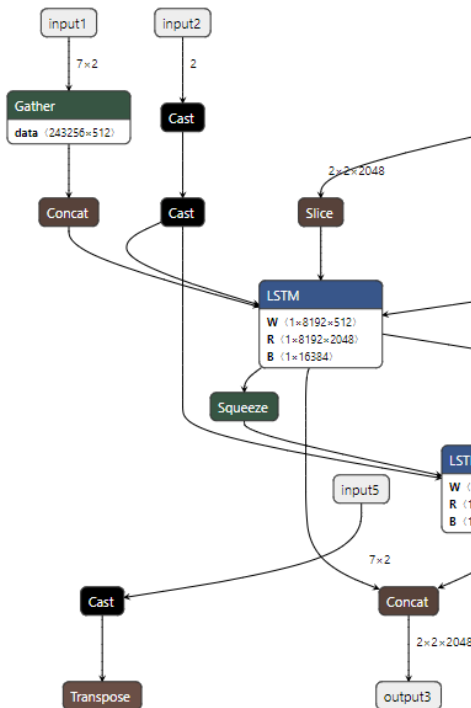 input1
input2
7×2
2
Gather
data ⟨243256×512⟩
Cast
Concat
Cast
2×2×2048
Slice
LSTM
W ⟨1×8192×512⟩
R ⟨1×8192×2048⟩
B ⟨1×16384⟩
Squeeze
W
R
B
input5
7×2
Cast
Concat
2×2×2048
Transpose
output3